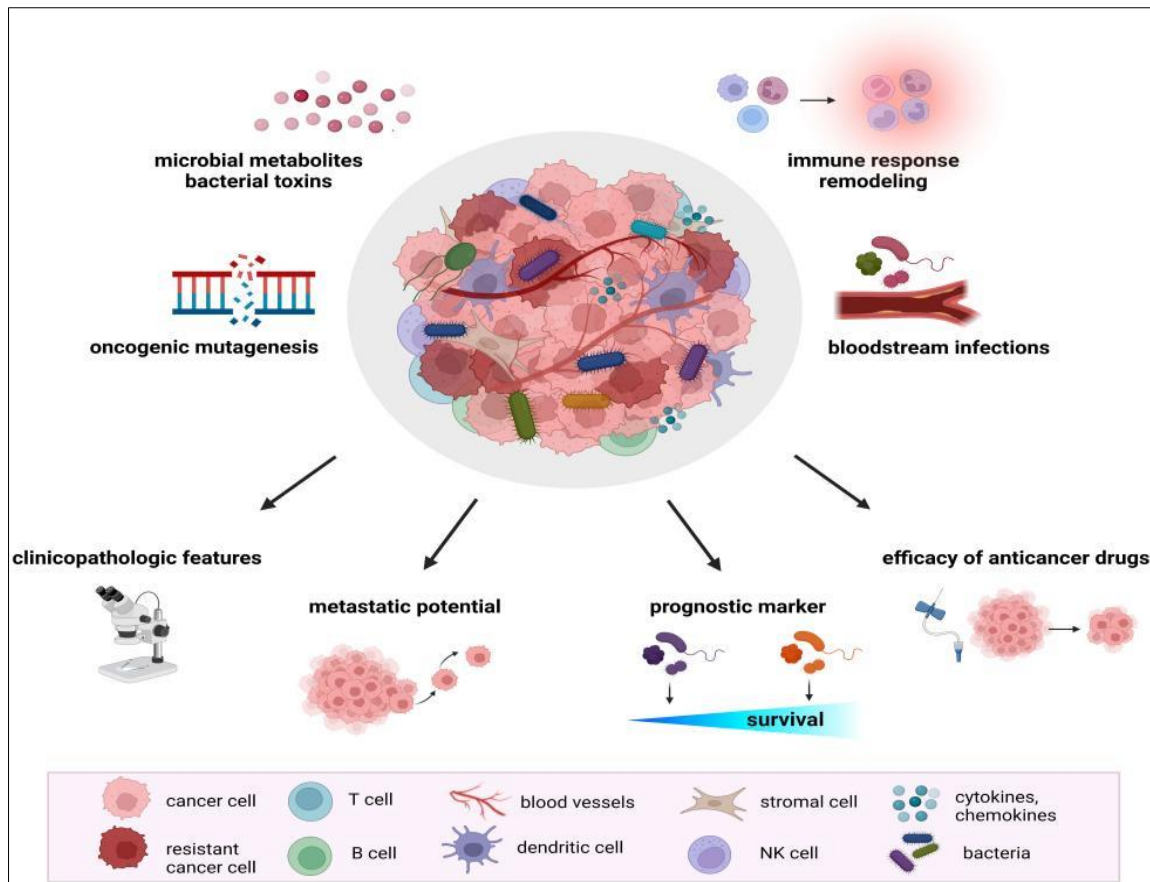 microbial metabolites
bacterial toxins
immune response
remodeling
oncogenic mutagenesis
bloodstream infections
clinicopathologic features
efficacy of anticancer drugs
metastatic potential
prognostic marker
survival
cancer cell
T cell
blood vessels
stromal cell
cytokines,
chemokines
resistant
cancer cell
B cell
dendritic cell
NK cell
bacteria